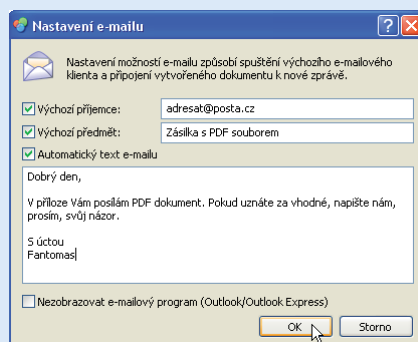 Nastavení e-mailu
Nastavení možností e-mailu způsobí spuštění výchozího e-mailového
klienta a připojení vytvořeného dokumentu k nové zprávě.
Výchozí příjemce: adresat@posta.cz
Výchozí předmět: Zásilka s PDF souborem
Automatický text e-mailu
Dobrý den,
V příloze Vám posílám PDF dokument. Pokud uznáte za vhodné, napište nám,
prosím, svůj názor.
S úctou
Fantomas
Nezobrazovat e-mailový program (Outlook/Outlook Express)
OK Storno